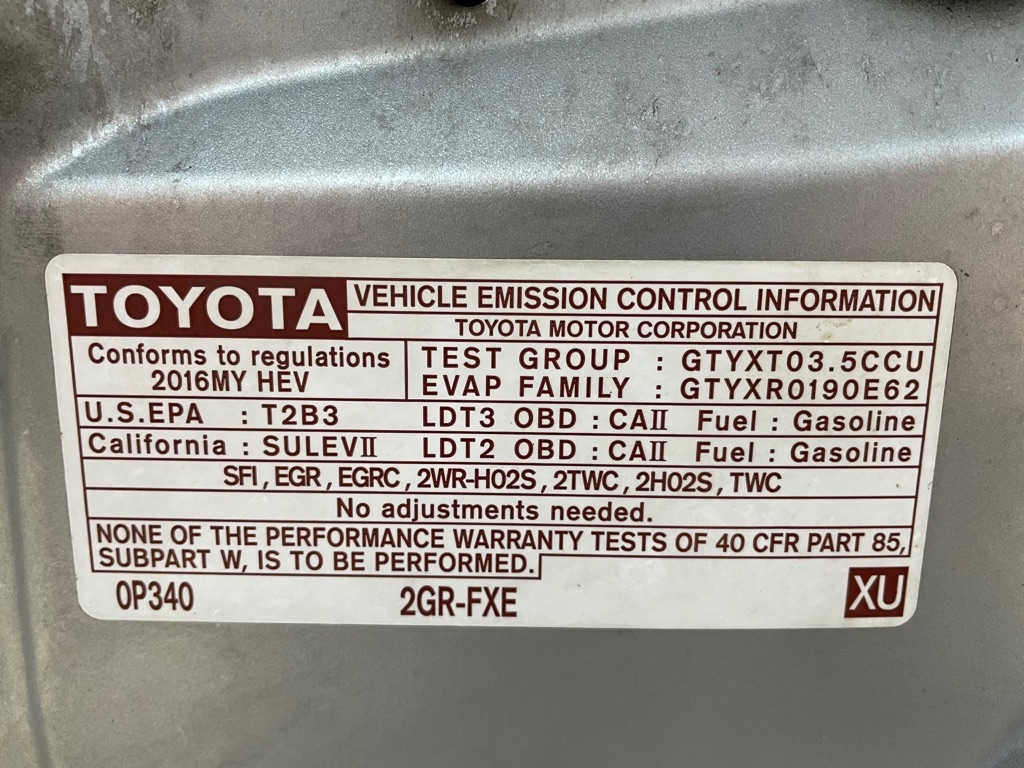 TOYOTA VEHICLE EMISSION CONTROL INFORMATION
TOYOTA MOTOR CORPORATION
Conforms to regulations
2016MY HEV
TEST GROUP : GTYXT03.5CCU
EVAP FAMILY : GTYXR0190E62
U.S.EPA : T2B3 LDT3 OBD : CAII Fuel : Gasoline
California : SULEVII LDT2 OBD : CAII Fuel : Gasoline
SFI, EGR, EGRC, 2WR-HO2S, 2TWC, 2HO2S, TWC
No adjustments needed.
NONE OF THE PERFORMANCE WARRANTY TESTS OF 40 CFR PART 85,
SUBPART W, IS TO BE PERFORMED.
0P340 2GR-FXE XU